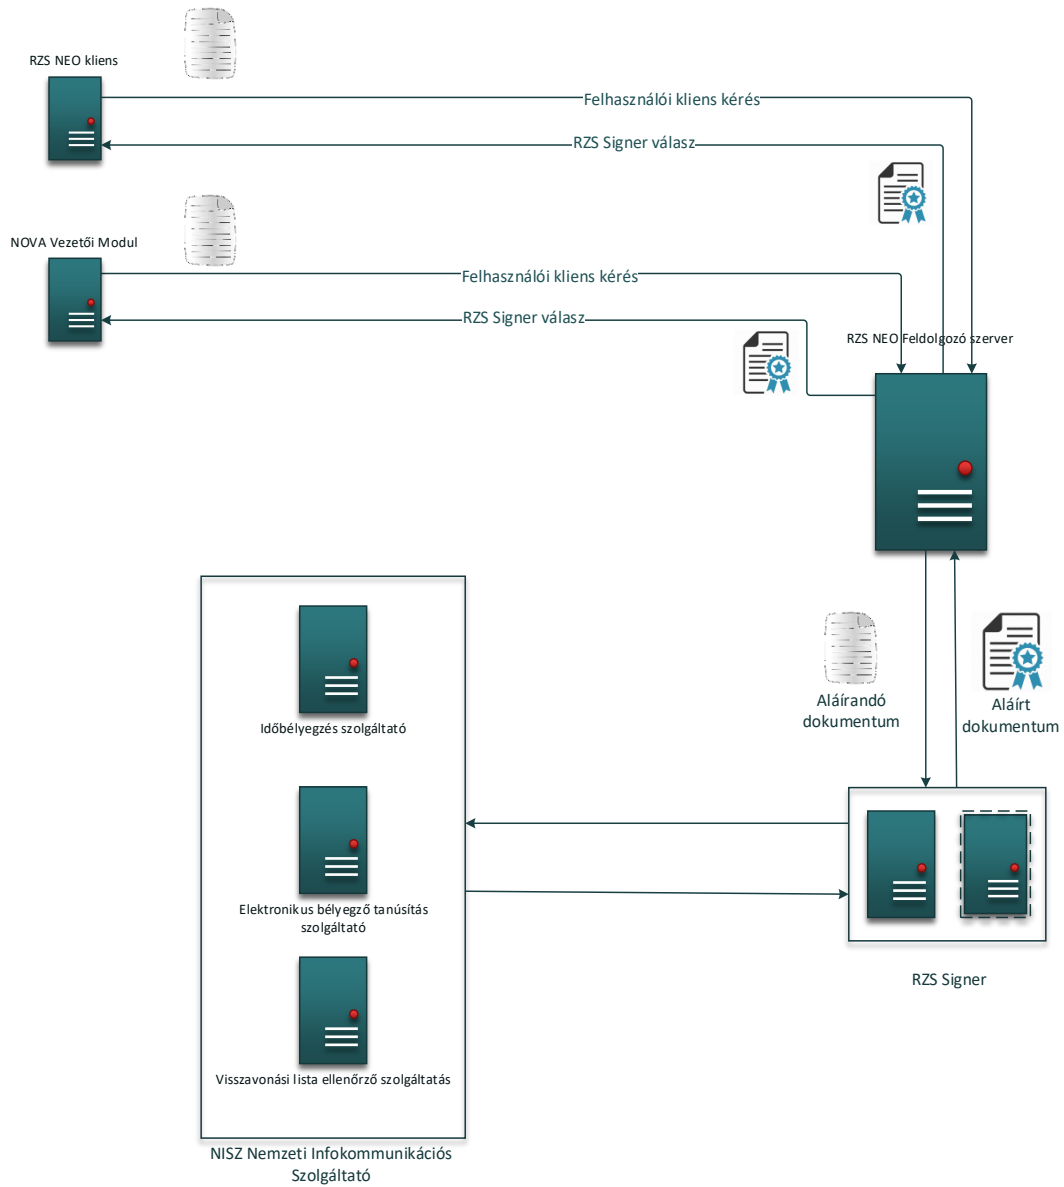 RZS NEO kliens
Felhasználói kliens kérés
RZS Signer válasz
NOVA Vezetői Modul
Felhasználói kliens kérés
RZS Signer válasz
RZS NEO Feldolgozó szerver
Aláírandó
dokumentum
Aláírt
dokumentum
Időbélyegzés szolgáltató
Elektronikus bélyegző tanúsítás
szolgáltató
Visszavonási lista ellenőrző szolgáltatás
RZS Signer
NISZ Nemzeti Infokommunikációs
Szolgáltató